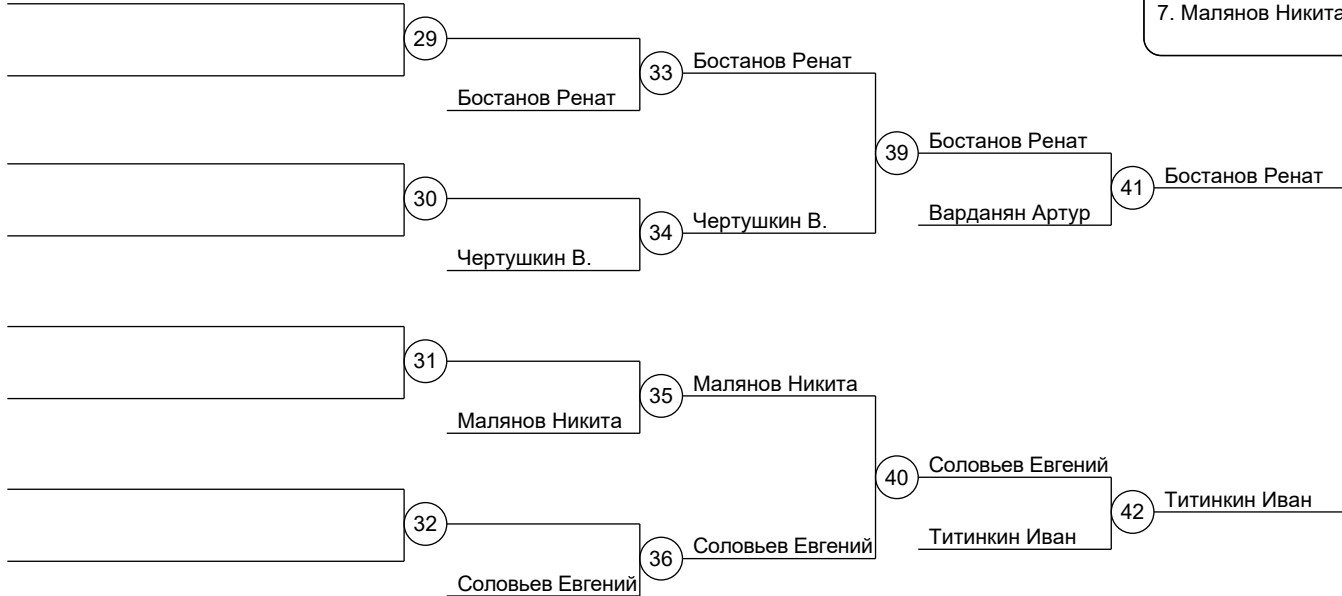 7. Малянов Никита
29
33
Бостанов Ренат
Бостанов Ренат
39
Бостанов Ренат
41
Бостанов Ренат
30
34
Чертушкин В.
Варданян Артур
Чертушкин В.
31
35
Малянов Никита
Малянов Никита
40
Соловьев Евгений
42
Титинкин Иван
32
36
Соловьев Евгений
Титинкин Иван
Соловьев Евгений